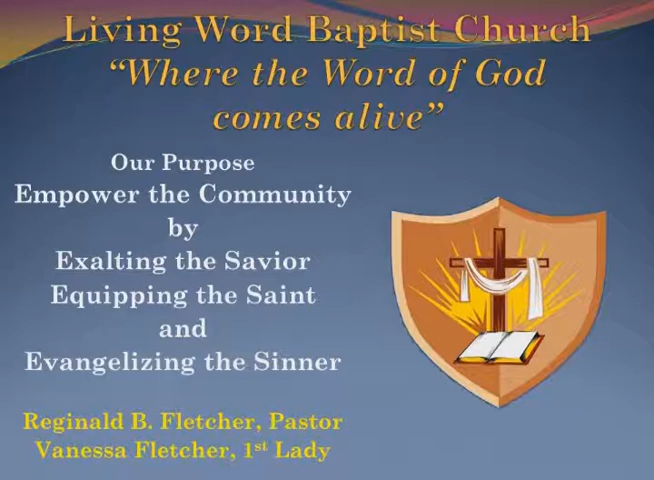 Living Word Baptist Church
“Where the Word of God
comes alive”
Our Purpose
Empower the Community
by
Exalting the Savior
Equipping the Saint
and
Evangelizing the Sinner
Reginald B. Fletcher, Pastor
Vanessa Fletcher, 1st Lady